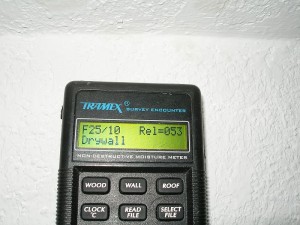 TRAMEX
SURVEY ENCOUNTER
F25/10 Rel=053
Drywall
NON-DESTRUCTIVE MOISTURE METER
WOOD WALL ROOF
CLOCK READ SELECT
°C FILE FILE